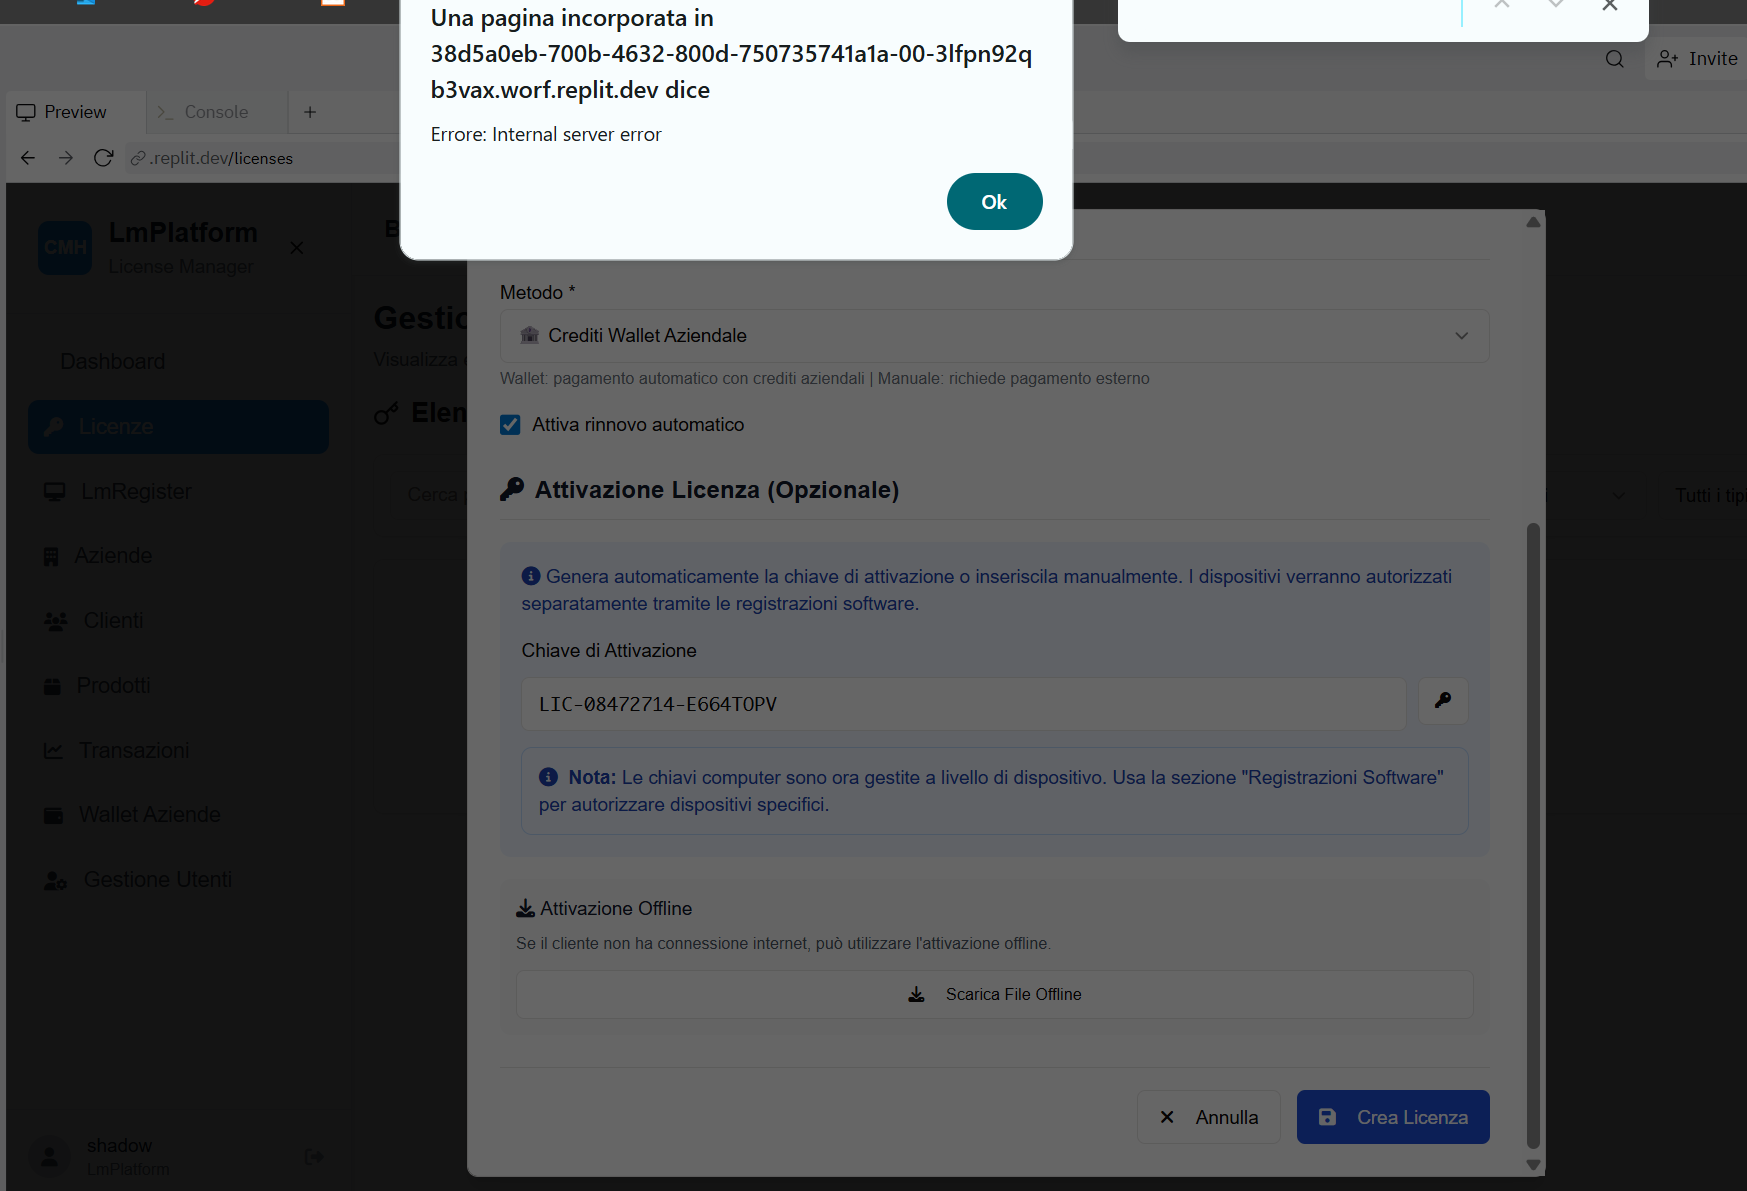 Una pagina incorporata in
38d5a0eb-700b-4632-800d-750735741a1a-00-3lfpn92q
b3vax.worf.replit.dev dice
Errore: Internal server error
Ok
Invite
Preview
Console
.replit.dev/licenses
CMH
LmPlatform
License Manager
Gestio
Visualizza
Dashboard
Licenze
LmRegister
Aziende
Clienti
Prodotti
Transazioni
Wallet Aziende
Gestione Utenti
shadow
LmPlatform
Elen
Cerca
Tutti i tipi
Metodo *
Crediti Wallet Aziendale
Wallet: pagamento automatico con crediti aziendali | Manuale: richiede pagamento esterno
Attiva rinnovo automatico
Attivazione Licenza (Opzionale)
Genera automaticamente la chiave di attivazione o inseriscila manualmente. I dispositivi verranno autorizzati
separatamente tramite le registrazioni software.
Chiave di Attivazione
LIC-08472714-E664TOPV
Nota: Le chiavi computer sono ora gestite a livello di dispositivo. Usa la sezione "Registrazioni Software"
per autorizzare dispositivi specifici.
Attivazione Offline
Se il cliente non ha connessione internet, può utilizzare l'attivazione offline.
Scarica File Offline
Annulla
Crea Licenza